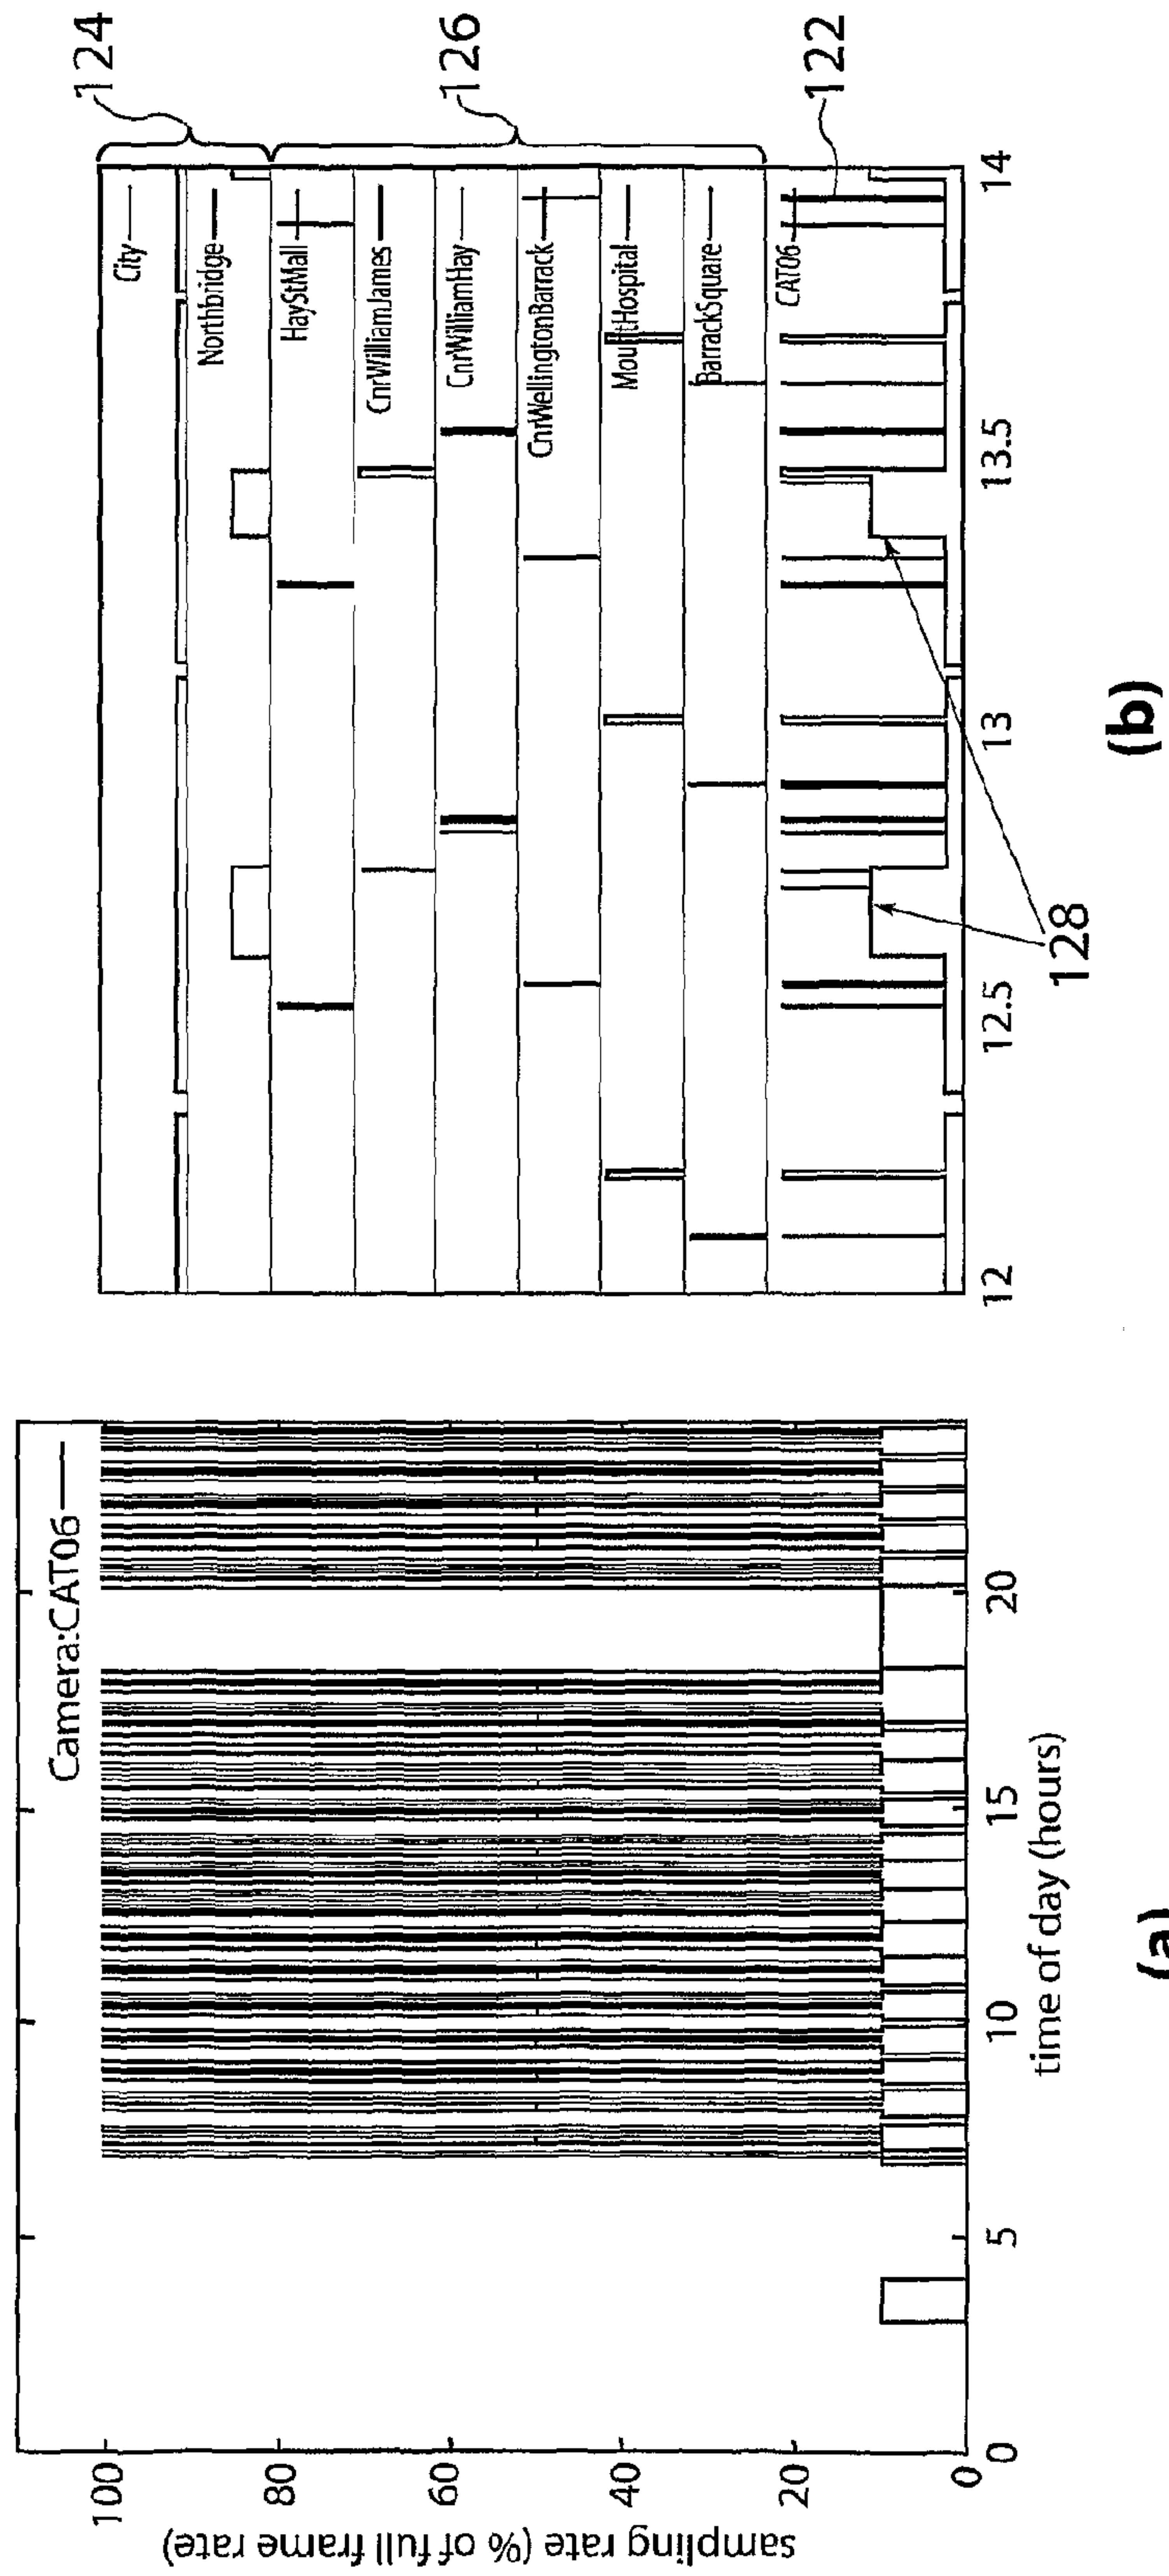 sampling rate (% of full frame rate)
100
80
60
40
20
0
Camera:CAT06
0
5
10
15
20
time of day (hours)
(a)
City
Northbridge
HayStMall
CnrWilliamJames
CnrWilliamHay
CnrWellingtonBarrack
MountHospital
BarrackSquare
CAT06
124
126
122
128
12
12.5
13
13.5
14
(b)